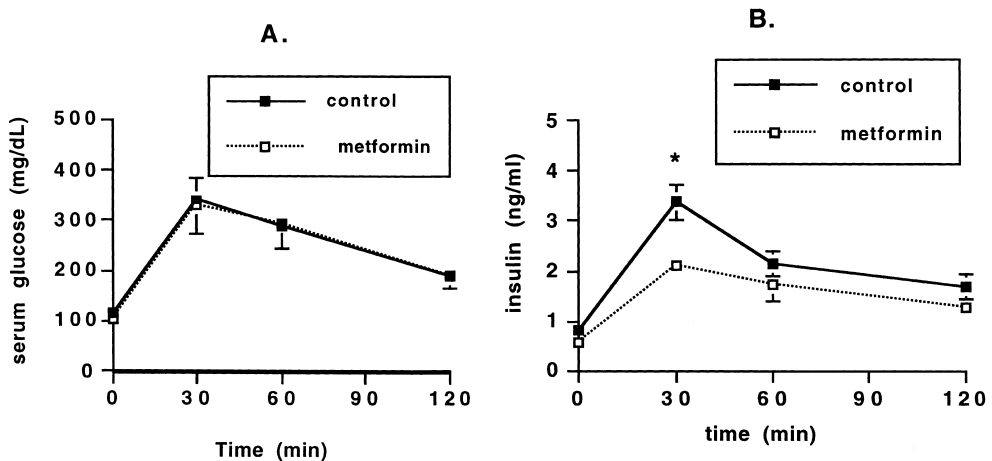 A.
control
metformin
serum glucose (mg/dL)
500
400
300
200
100
0
0 30 60 90 120
Time (min)
B.
control
metformin
insulin (ng/ml)
5
4
*
3
2
1
0
0 30 60 90 120
time (min)